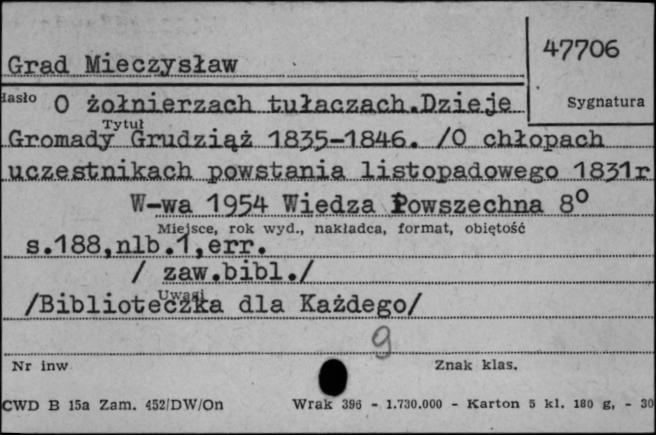 47706
Grad Mieczysław
Hasło O żołnierzach tułaczach.Dzieje
Sygnatura
Tytuł
Gromady Grudziąż 1835-1846. /O chłopach
uczestnikach powstania listopadowego 1831r
W-wa 1954 Wiedza Powszechna 8°
Miejsce, rok wyd., nakładca, format, objętość
s.188,nlb.1,err.
/ zaw.bibl./
Uwagi
/Biblioteczka dla Każdego/
9
Nr inw
Znak klas.
CWD B 15a Zam. 452/DW/On Wrak 396 - 1.730.000 - Karton 5 kl. 180 g, - 30